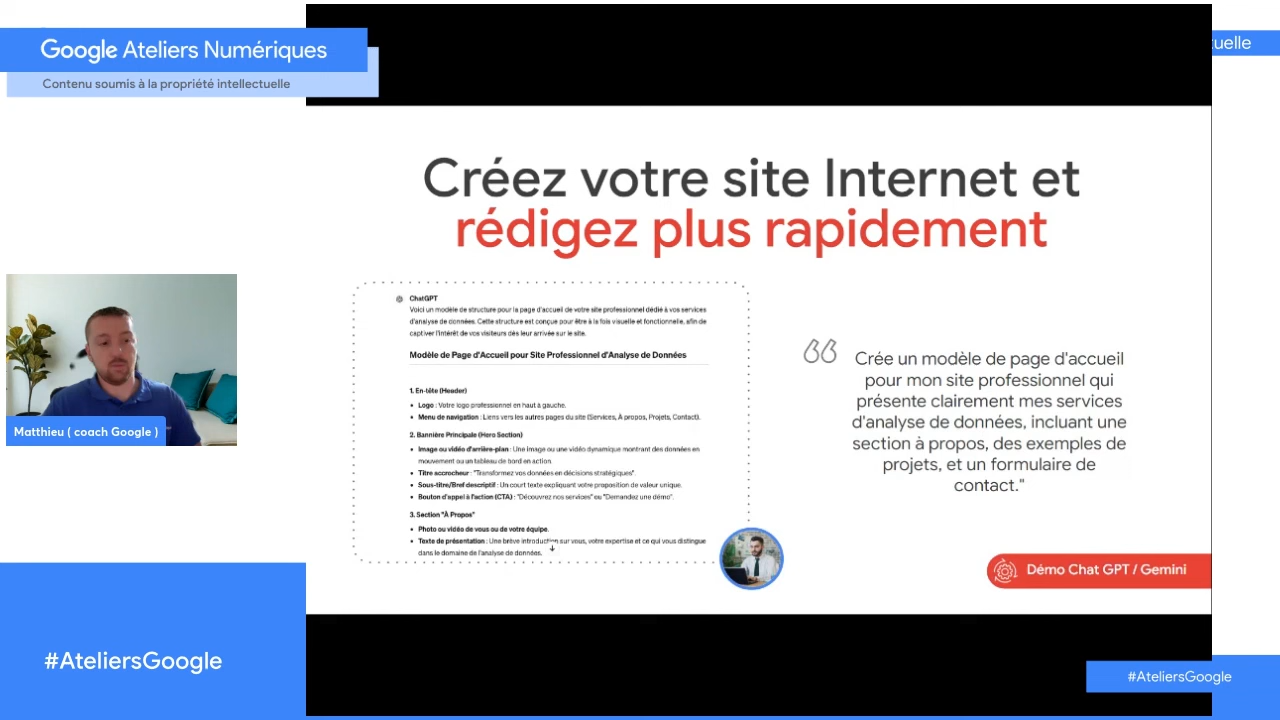 Google Ateliers Numériques
Contenu soumis à la propriété intellectuelle
tuelle
Créez votre site Internet et
rédigez plus rapidement
ChatGPT
Voici un modèle de structure pour la page d'accueil de votre site professionnel dédié à vos services
d'analyse de données. Cette structure est conçue pour être à la fois visuelle et fonctionnelle, afin de
captiver l'intérêt de vos visiteurs dès leur arrivée sur le site.
Modèle de Page d'Accueil pour Site Professionnel d'Analyse de Données
1. En-tête (Header)
• Logo : Votre logo professionnel en haut à gauche.
• Menu de navigation : Liens vers les autres pages du site (Services, À propos, Projets, Contact).
2. Bannière Principale (Hero Section)
• Image ou vidéo d'arrière-plan : Une image ou une vidéo dynamique montrant des données en
mouvement ou un tableau de bord en action.
• Titre accrocheur : "Transformez vos données en décisions stratégiques".
• Sous-titre/Bref descriptif : Un court texte expliquant votre proposition de valeur unique.
• Bouton d'appel à l'action (CTA) : "Découvrez nos services" ou "Demandez une démo".
3. Section "À Propos"
• Photo ou vidéo de vous ou de votre équipe.
• Texte de présentation : Une brève introduction sur vous, votre expertise et ce qui vous distingue
dans le domaine de l'analyse de données.
Crée un modèle de page d'accueil
pour mon site professionnel qui
présente clairement mes services
d'analyse de données, incluant une
section à propos, des exemples de
projets, et un formulaire de
contact."
Démo Chat GPT / Gemini
Matthieu ( coach Google )
#AteliersGoogle
#AteliersGoogle